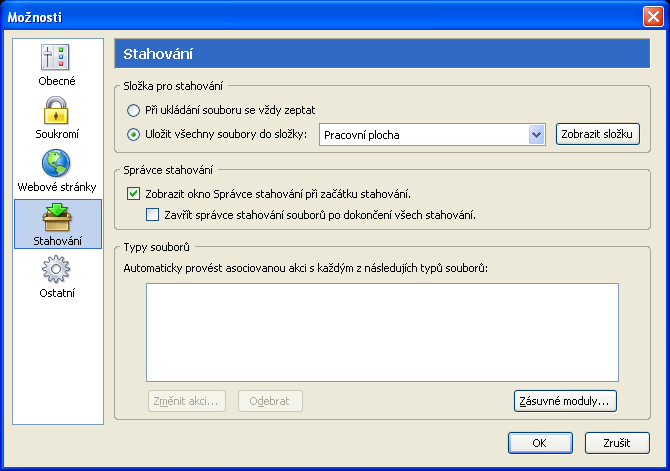 Možnosti
Obecné
Soukromí
Webové stránky
Stahování
Ostatní
Stahování
Složka pro stahování
Při ukládání souboru se vždy zeptat
Uložit všechny soubory do složky: Pracovní plocha Zobrazit složku
Správce stahování
Zobrazit okno Správce stahování při začátku stahování.
Zavřít správce stahování souborů po dokončení všech stahování.
Typy souborů
Automaticky provést asociovanou akci s každým z následujích typů souborů:
Změnit akci... Odebrat Zásuvné moduly...
OK Zrušit